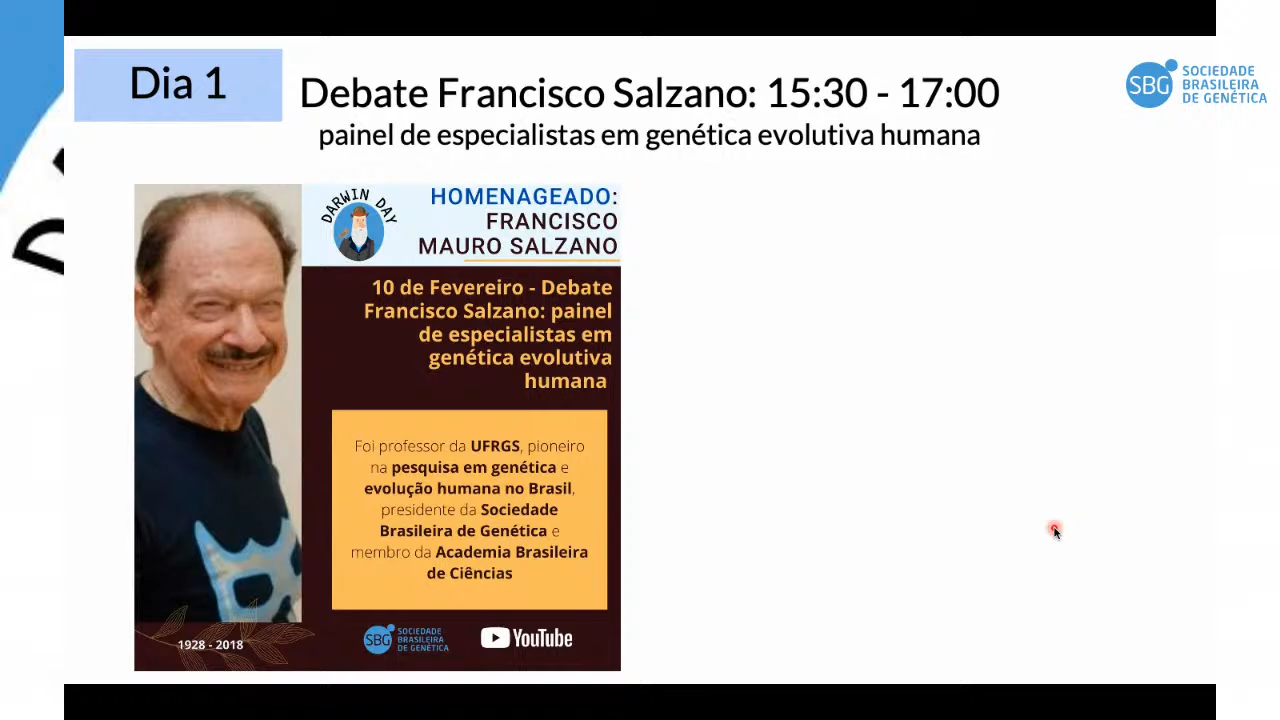 Dia 1
Debate Francisco Salzano: 15:30 - 17:00
painel de especialistas em genética evolutiva humana
SBG
SOCIEDADE
BRASILEIRA
DE GENÉTICA
DARWIN DAY
HOMENAGEADO:
FRANCISCO
MAURO SALZANO
10 de Fevereiro - Debate
Francisco Salzano: painel
de especialistas em
genética evolutiva
humana
Foi professor da UFRGS, pioneiro
na pesquisa em genética e
evolução humana no Brasil,
presidente da Sociedade
Brasileira de Genética e
membro da Academia Brasileira
de Ciências
1928 - 2018
SBG
SOCIEDADE
BRASILEIRA
DE GENÉTICA
YouTube